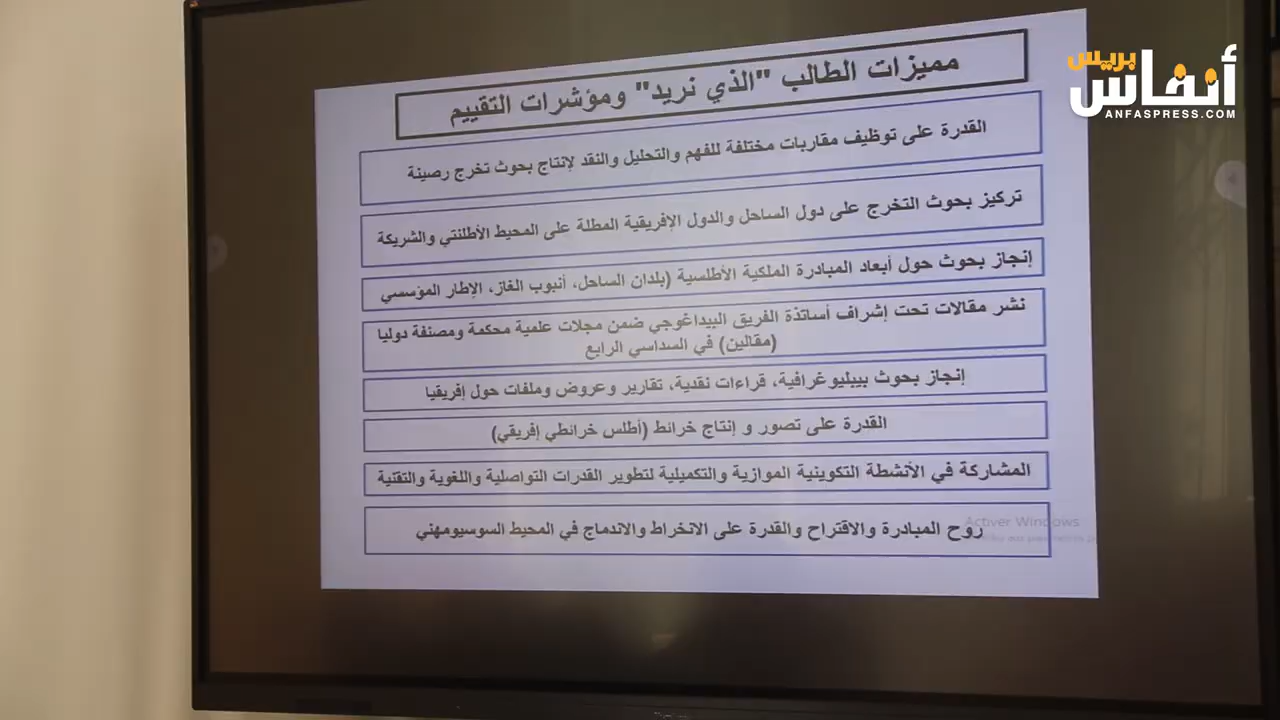 أنفاس بريس
ANFASPRESS.COM
مميزات الطالب "الذي نريد" ومؤشرات التقييم
القدرة على توظيف مقاربات مختلفة للفهم والتحليل والنقد لإنتاج بحوث تخرج رصينة
تركيز بحوث التخرج على دول الساحل والدول الإفريقية المطلة على المحيط الأطلنتي والشريكة
إنجاز بحوث حول أبعاد المبادرة الملكية الأطلسية (بلدان الساحل، أنبوب الغاز، الإطار المؤسسي
نشر مقالات تحت إشراف أساتذة الفريق البيداغوجي ضمن مجلات علمية محكمة ومصنفة دوليا
(مقالين) في السداسي الرابع
إنجاز بحوث بيبليوغرافية، قراءات نقدية، تقارير وعروض وملفات حول إفريقيا
القدرة على تصور و إنتاج خرائط (أطلس خرائطي إفريقي)
المشاركة في الأنشطة التكوينية الموازية والتكميلية لتطوير القدرات التواصلية واللغوية والتقنية
روح المبادرة والاقتراح والقدرة على الانخراط والاندماج في المحيط السوسيومهني
Activer Windows